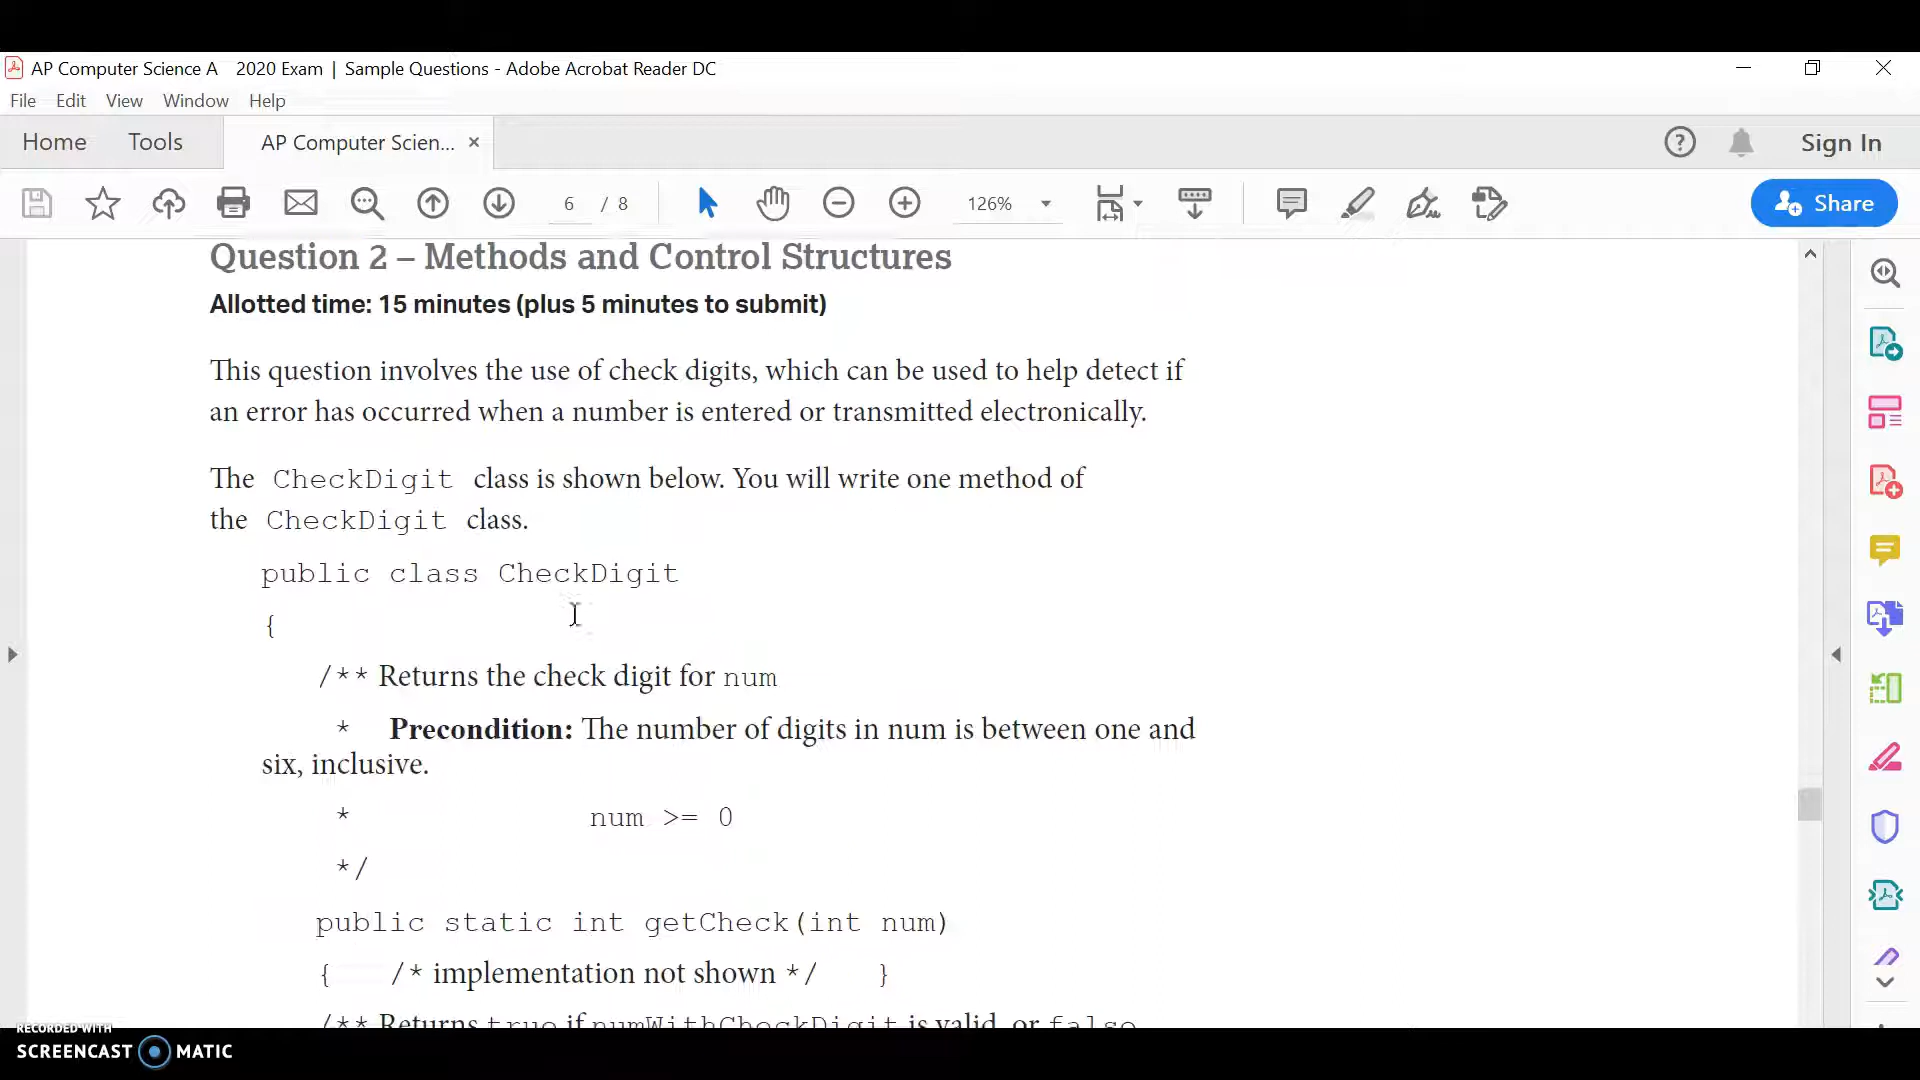 AP Computer Science A 2020 Exam | Sample Questions - Adobe Acrobat Reader DC
File Edit View Window Help
Home Tools AP Computer Scien... × ? Sign In
6 / 8 126% Share
Question 2 – Methods and Control Structures
Allotted time: 15 minutes (plus 5 minutes to submit)
This question involves the use of check digits, which can be used to help detect if
an error has occurred when a number is entered or transmitted electronically.
The CheckDigit class is shown below. You will write one method of
the CheckDigit class.
public class CheckDigit
{
/** Returns the check digit for num
* Precondition: The number of digits in num is between one and
six, inclusive.
* num >= 0
*/
public static int getCheck(int num)
{ /* implementation not shown */ }
/** Returns true if numWithCheckDigit is valid, or false
RECORDED WITH
SCREENCAST MATIC